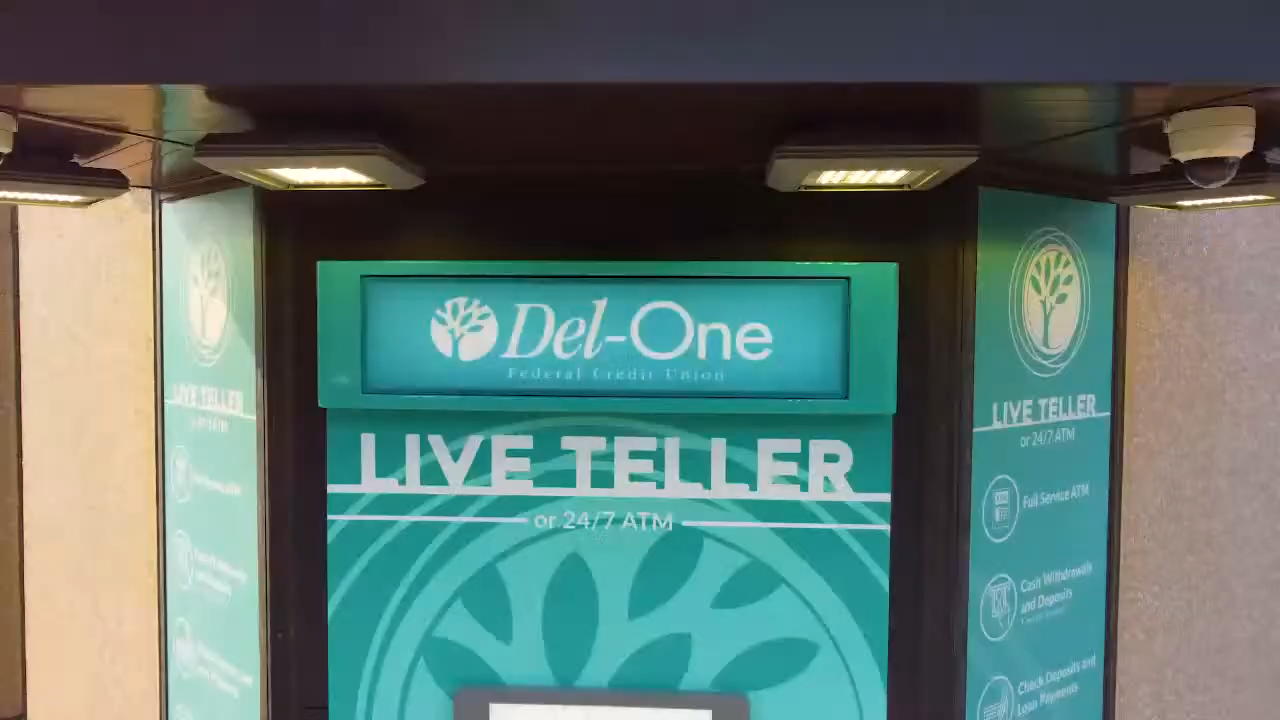 Del-One
Federal Credit Union
LIVE TELLER
or 24/7 ATM
LIVE TELLER
LIVE TELLER
or 24/7 ATM
Full Service ATM
Cash Withdrawals
and Deposits
Check Deposits and
Loan Payments